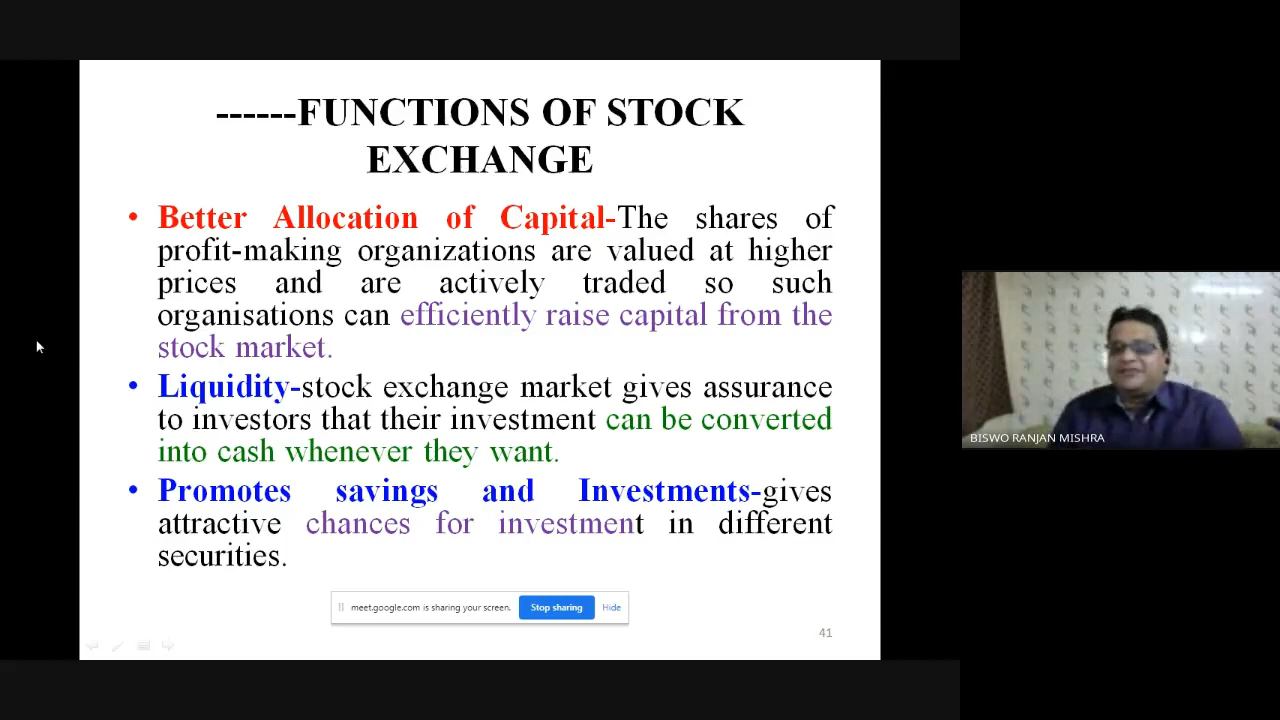 ------FUNCTIONS OF STOCK
EXCHANGE
• Better Allocation of Capital-The shares of
profit-making organizations are valued at higher
prices and are actively traded so such
organisations can efficiently raise capital from the
stock market.
• Liquidity-stock exchange market gives assurance
to investors that their investment can be converted
into cash whenever they want.
• Promotes savings and Investments-gives
attractive chances for investment in different
securities.
meet.google.com is sharing your screen. Stop sharing Hide
41
BISWO RANJAN MISHRA